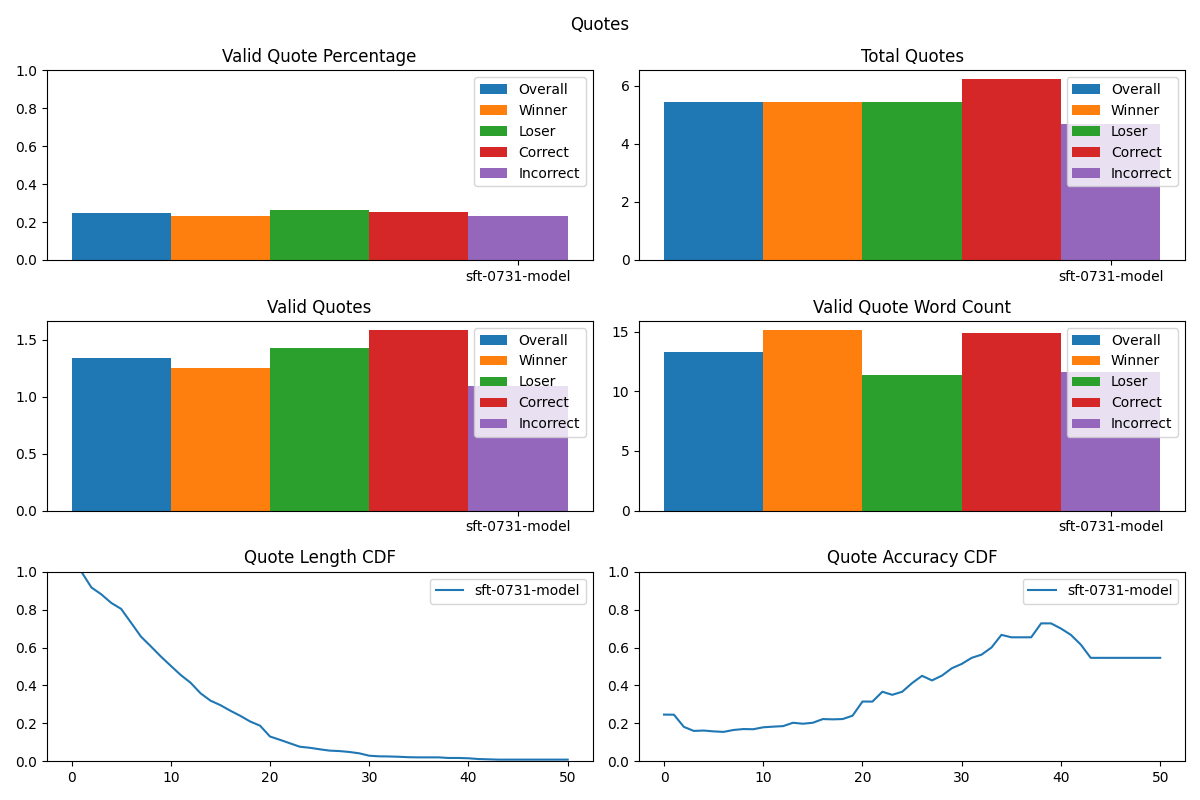 Quotes
Valid Quote Percentage
1.0
0.8
0.6
0.4
0.2
0.0
Overall
Winner
Loser
Correct
Incorrect
sft-0731-model
Total Quotes
6
4
2
0
Overall
Winner
Loser
Correct
Incorrect
sft-0731-model
Valid Quotes
1.5
1.0
0.5
0.0
Overall
Winner
Loser
Correct
Incorrect
sft-0731-model
Valid Quote Word Count
15
10
5
0
Overall
Winner
Loser
Correct
Incorrect
sft-0731-model
Quote Length CDF
1.0
0.8
0.6
0.4
0.2
0.0
sft-0731-model
0 10 20 30 40 50
Quote Accuracy CDF
1.0
0.8
0.6
0.4
0.2
0.0
sft-0731-model
0 10 20 30 40 50